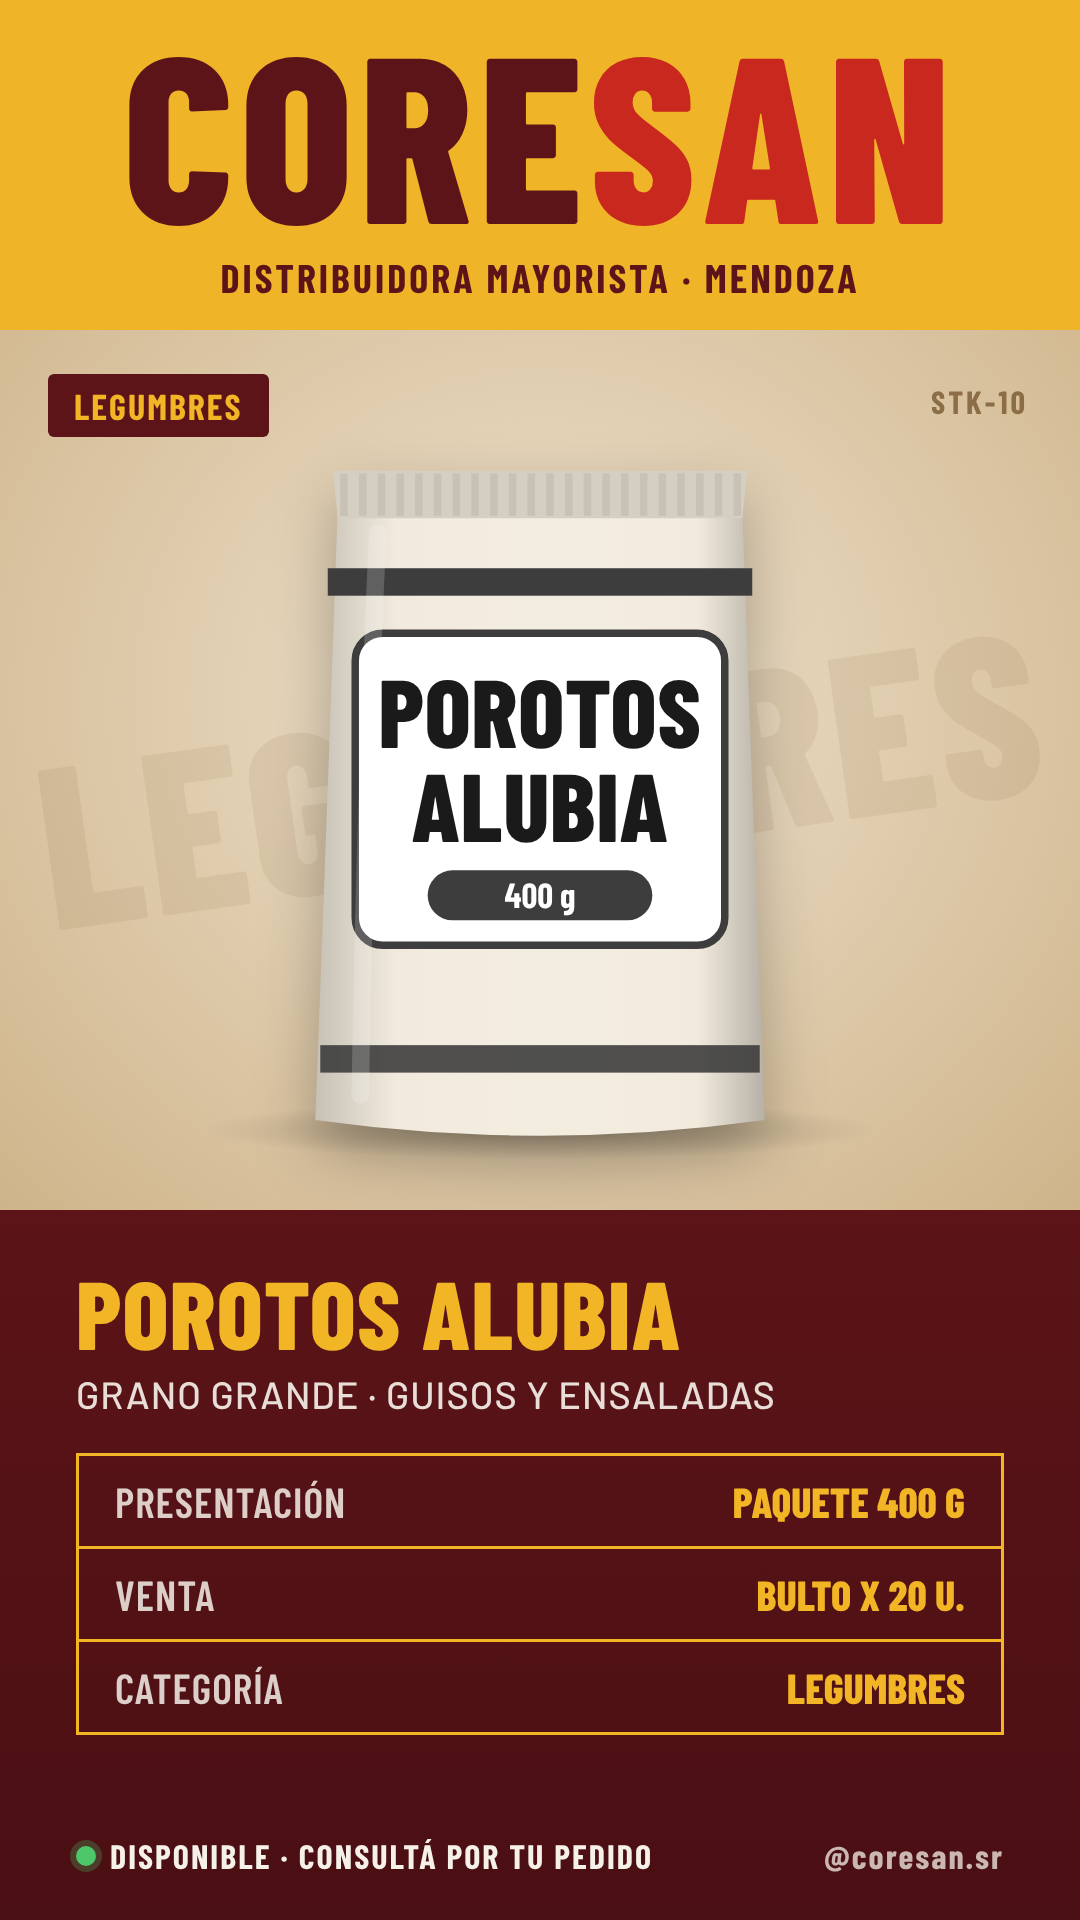 CORESAN
DISTRIBUIDORA MAYORISTA · MENDOZA
LEGUMBRES
STK-10
POROTOS
ALUBIA
400 g
POROTOS ALUBIA
GRANO GRANDE · GUISOS Y ENSALADAS
PRESENTACIÓN PAQUETE 400 G
VENTA BULTO X 20 U.
CATEGORÍA LEGUMBRES
DISPONIBLE · CONSULTÁ POR TU PEDIDO
@coresan.sr